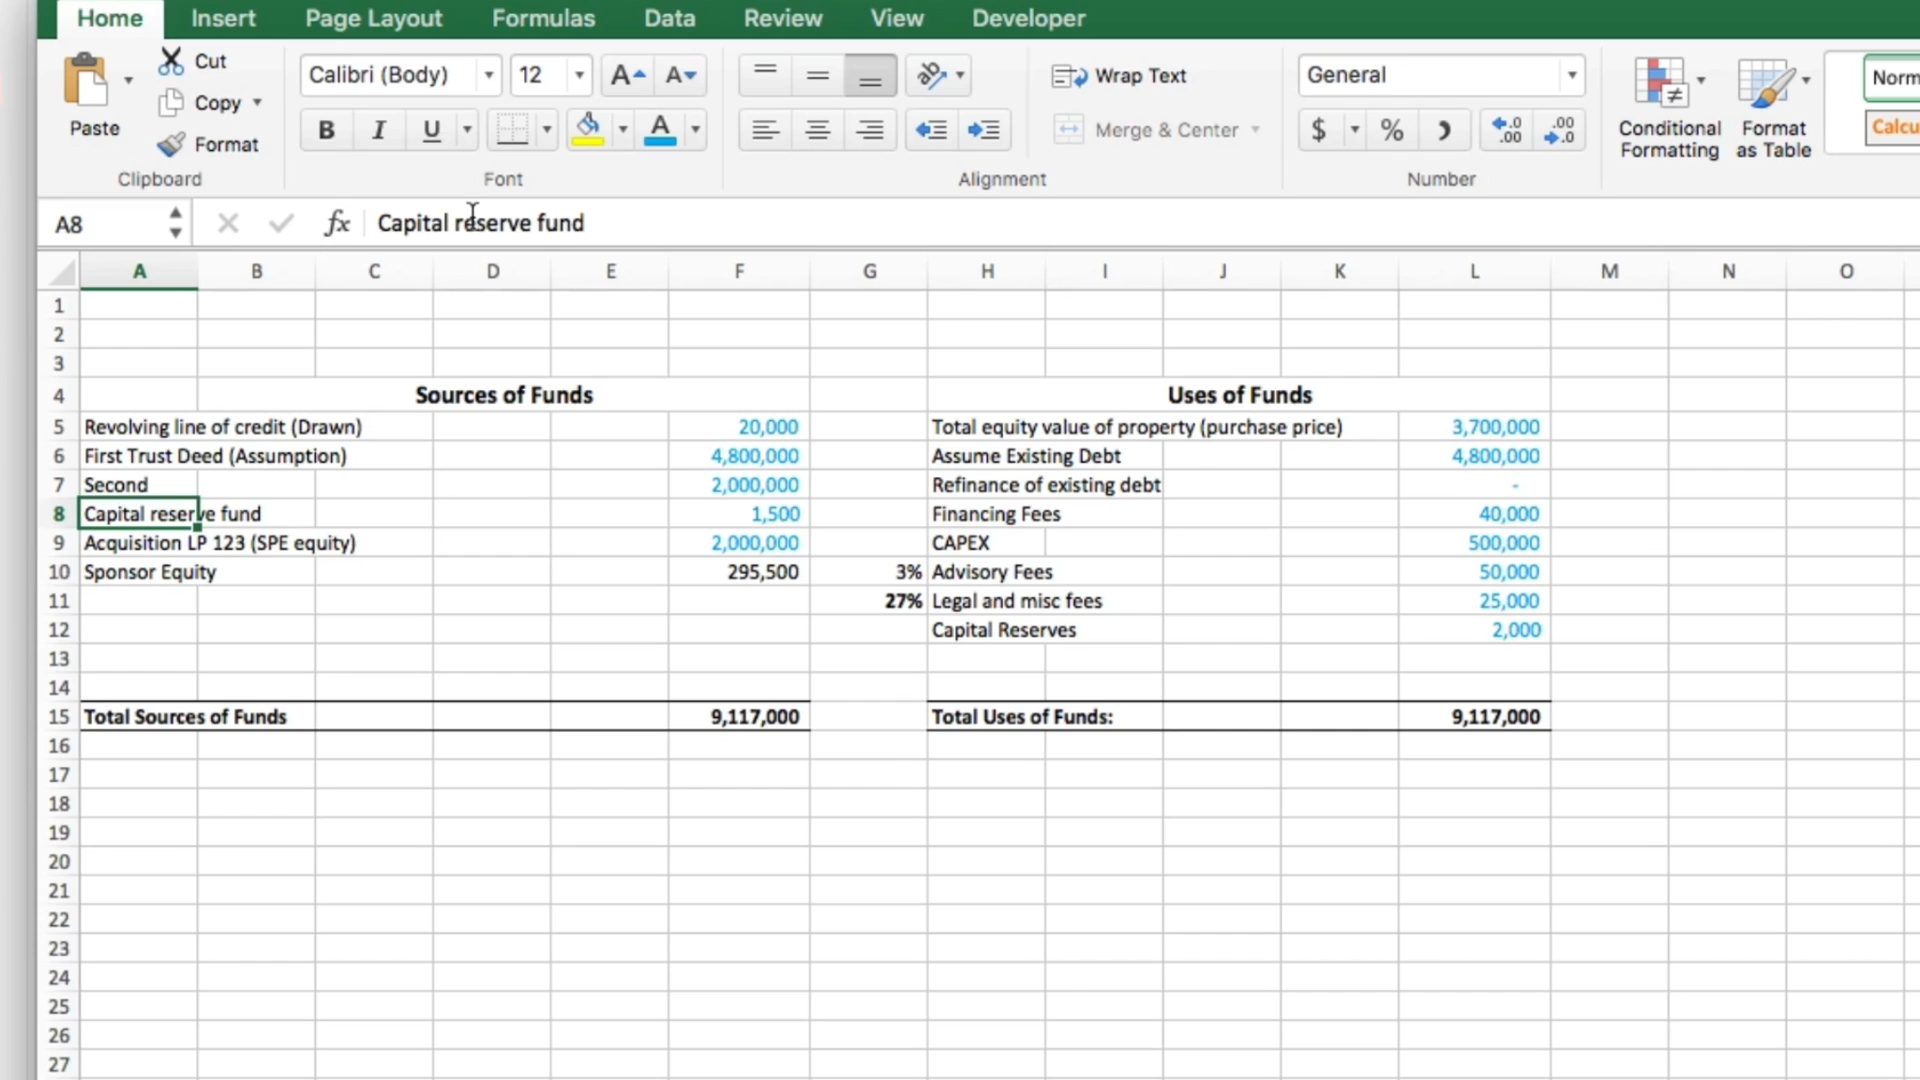 Home Insert Page Layout Formulas Data Review View Developer
Cut
Copy
Format
Paste
Clipboard
Calibri (Body) 12 A A
B I U A
Font
Wrap Text
Merge & Center
Alignment
General
$ %
Number
Conditional Formatting
Format as Table
Norm
Calcu
A8 fx Capital reserve fund
A B C D E F G H I J K L M N O
1
2
3
4 Sources of Funds Uses of Funds
5 Revolving line of credit (Drawn) 20,000 Total equity value of property (purchase price) 3,700,000
6 First Trust Deed (Assumption) 4,800,000 Assume Existing Debt 4,800,000
7 Second 2,000,000 Refinance of existing debt -
8 Capital reserve fund 1,500 Financing Fees 40,000
9 Acquisition LP 123 (SPE equity) 2,000,000 CAPEX 500,000
10 Sponsor Equity 295,500 3% Advisory Fees 50,000
11 27% Legal and misc fees 25,000
12 Capital Reserves 2,000
13
14
15 Total Sources of Funds 9,117,000 Total Uses of Funds: 9,117,000
16
17
18
19
20
21
22
23
24
25
26
27